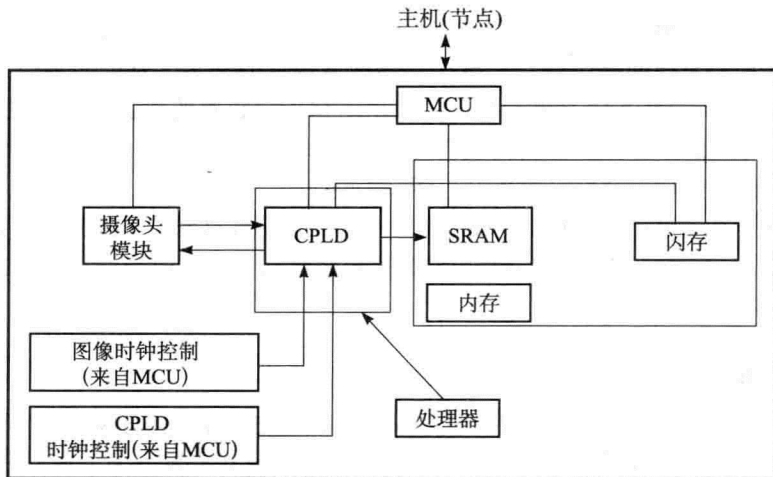 主机(节点)
MCU
摄像头
模块
CPLD
SRAM
闪存
内存
图像时钟控制
(来自MCU)
处理器
CPLD
时钟控制(来自MCU)